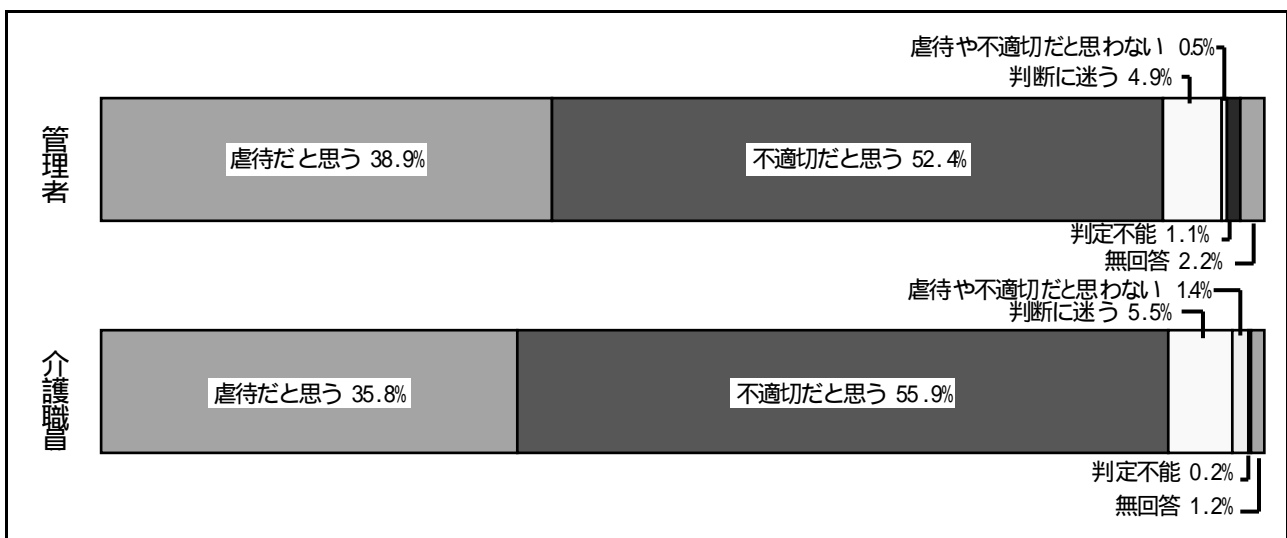 虐待や不適切だと思わない 0.5%
判断に迷う 4.9%
管理者
虐待だと思う 38.9%
不適切だと思う 52.4%
判定不能 1.1%
無回答 2.2%
虐待や不適切だと思わない 1.4%
判断に迷う 5.5%
介護職員
虐待だと思う 35.8%
不適切だと思う 55.9%
判定不能 0.2%
無回答 1.2%